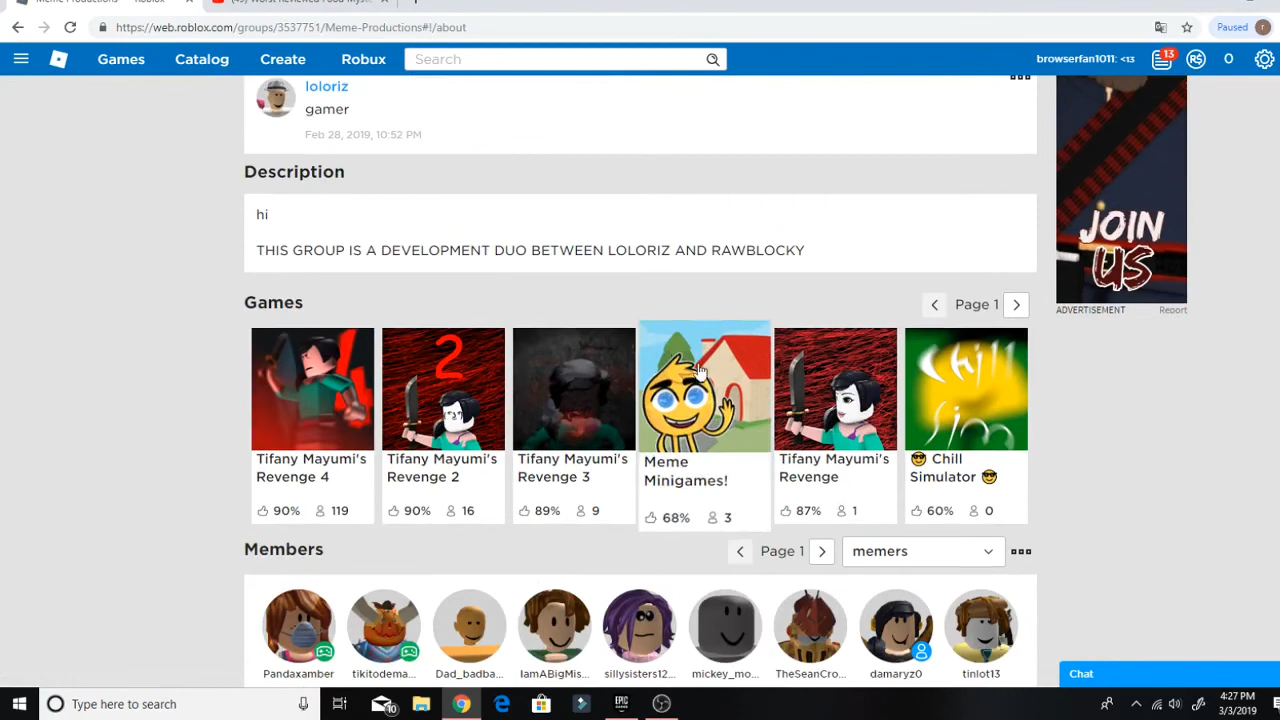 https://web.roblox.com/groups/3537751/Meme-Productions#!/about
Paused
Games
Catalog
Create
Robux
Search
browserfan1011: <13
13
0
loloriz
gamer
Feb 28, 2019, 10:52 PM
Description
hi
THIS GROUP IS A DEVELOPMENT DUO BETWEEN LOLORIZ AND RAWBLOCKY
JOIN
US
ADVERTISEMENT
Report
Games
Page 1
2
Chill
Sim
Tifany Mayumi's
Revenge 4
90%
119
Tifany Mayumi's
Revenge 2
90%
16
Tifany Mayumi's
Revenge 3
89%
9
Meme
Minigames!
68%
3
Tifany Mayumi's
Revenge
87%
1
😎 Chill
Simulator 😎
60%
0
Members
Page 1
memers
Pandaxamber
tikitodema...
Dad_badba...
IamABigMis...
sillysisters12...
mickey_mo...
TheSeanCro...
damaryz0
tinlot13
Chat
Type here to search
10
EPIC
GAMES
4:27 PM
3/3/2019